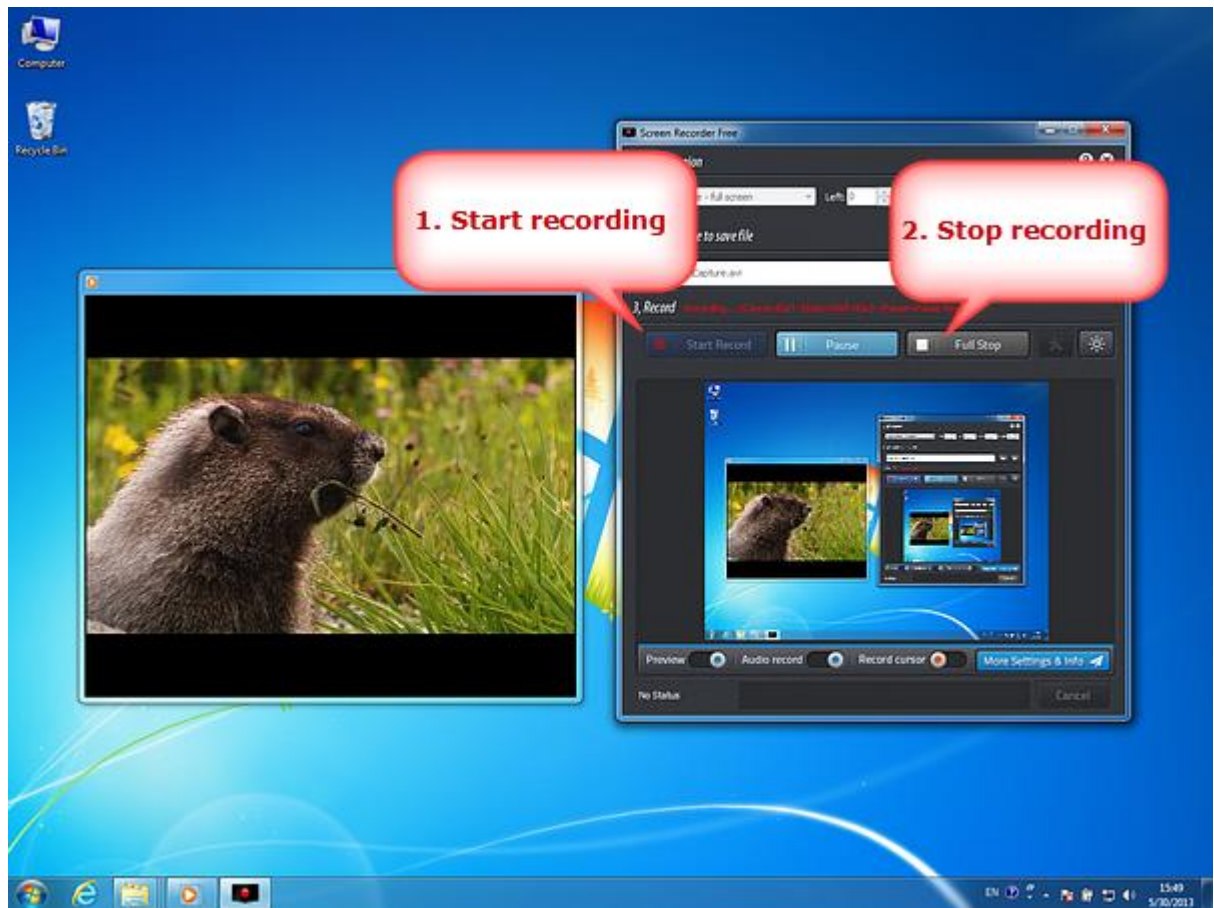 Computer
Recycle Bin
Screen Recorder Free
- full screen
Left: 0
1. Start recording
2. Stop recording
to save file
Capture.avi
3, Record
Start Record
Pause
Full Stop
Preview
Audio record
Record cursor
More Settings & Info
No Status
Cancel
EN
15:49
5/30/2013